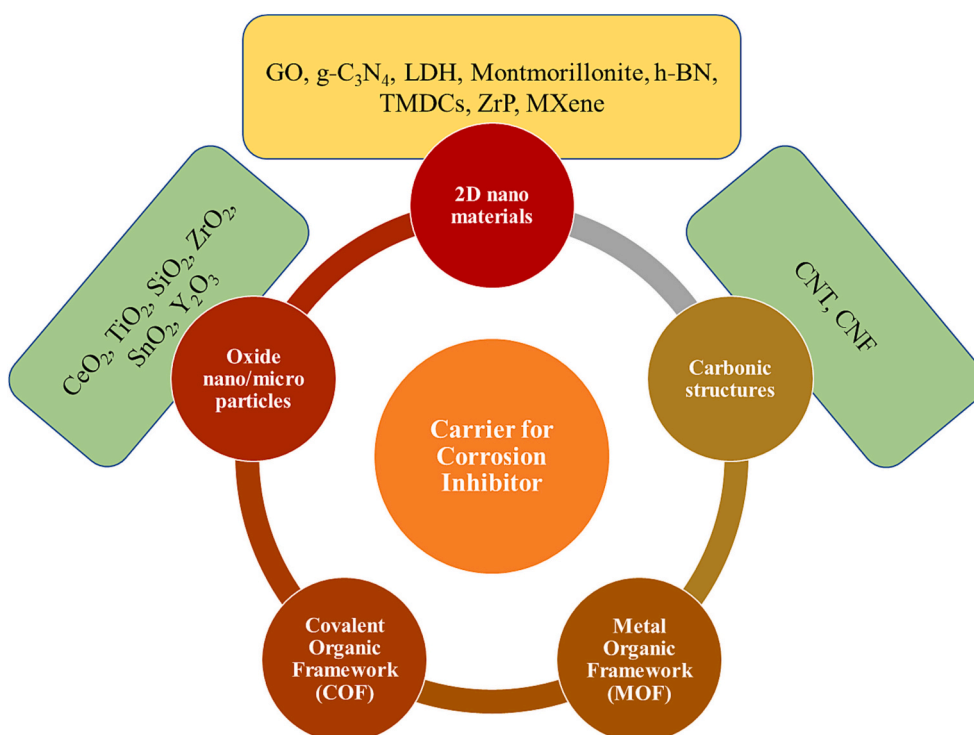 GO, g-C₃N₄, LDH, Montmorillonite, h-BN,
TMDCs, ZrP, MXene
2D nano
materials
CeO₂, TiO₂, SiO₂, ZrO₂,
SnO₂, Y₂O₃
CNT, CNF
Oxide
nano/micro
particles
Carbonic
structures
Carrier for
Corrosion
Inhibitor
Covalent
Organic
Framework
(COF)
Metal
Organic
Framework
(MOF)